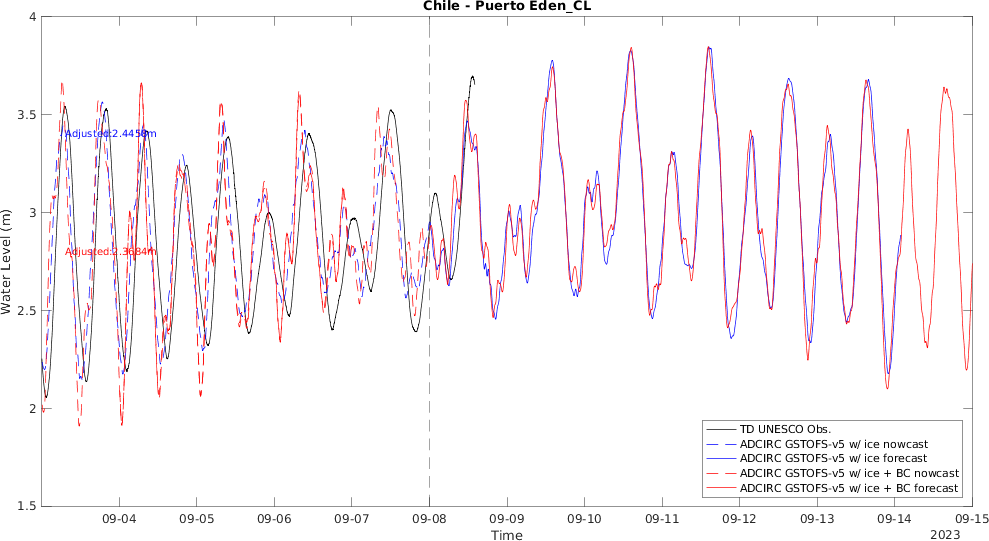 Chile - Puerto Eden_CL
4
3.5
3
2.5
2
1.5
Water Level (m)
Adjusted:2.4458m
Adjusted:2.3684m
TD UNESCO Obs.
ADCIRC GSTOFS-v5 w/ ice nowcast
ADCIRC GSTOFS-v5 w/ ice forecast
ADCIRC GSTOFS-v5 w/ ice + BC nowcast
ADCIRC GSTOFS-v5 w/ ice + BC forecast
09-04 09-05 09-06 09-07 09-08 09-09 09-10 09-11 09-12 09-13 09-14 09-15
Time
2023